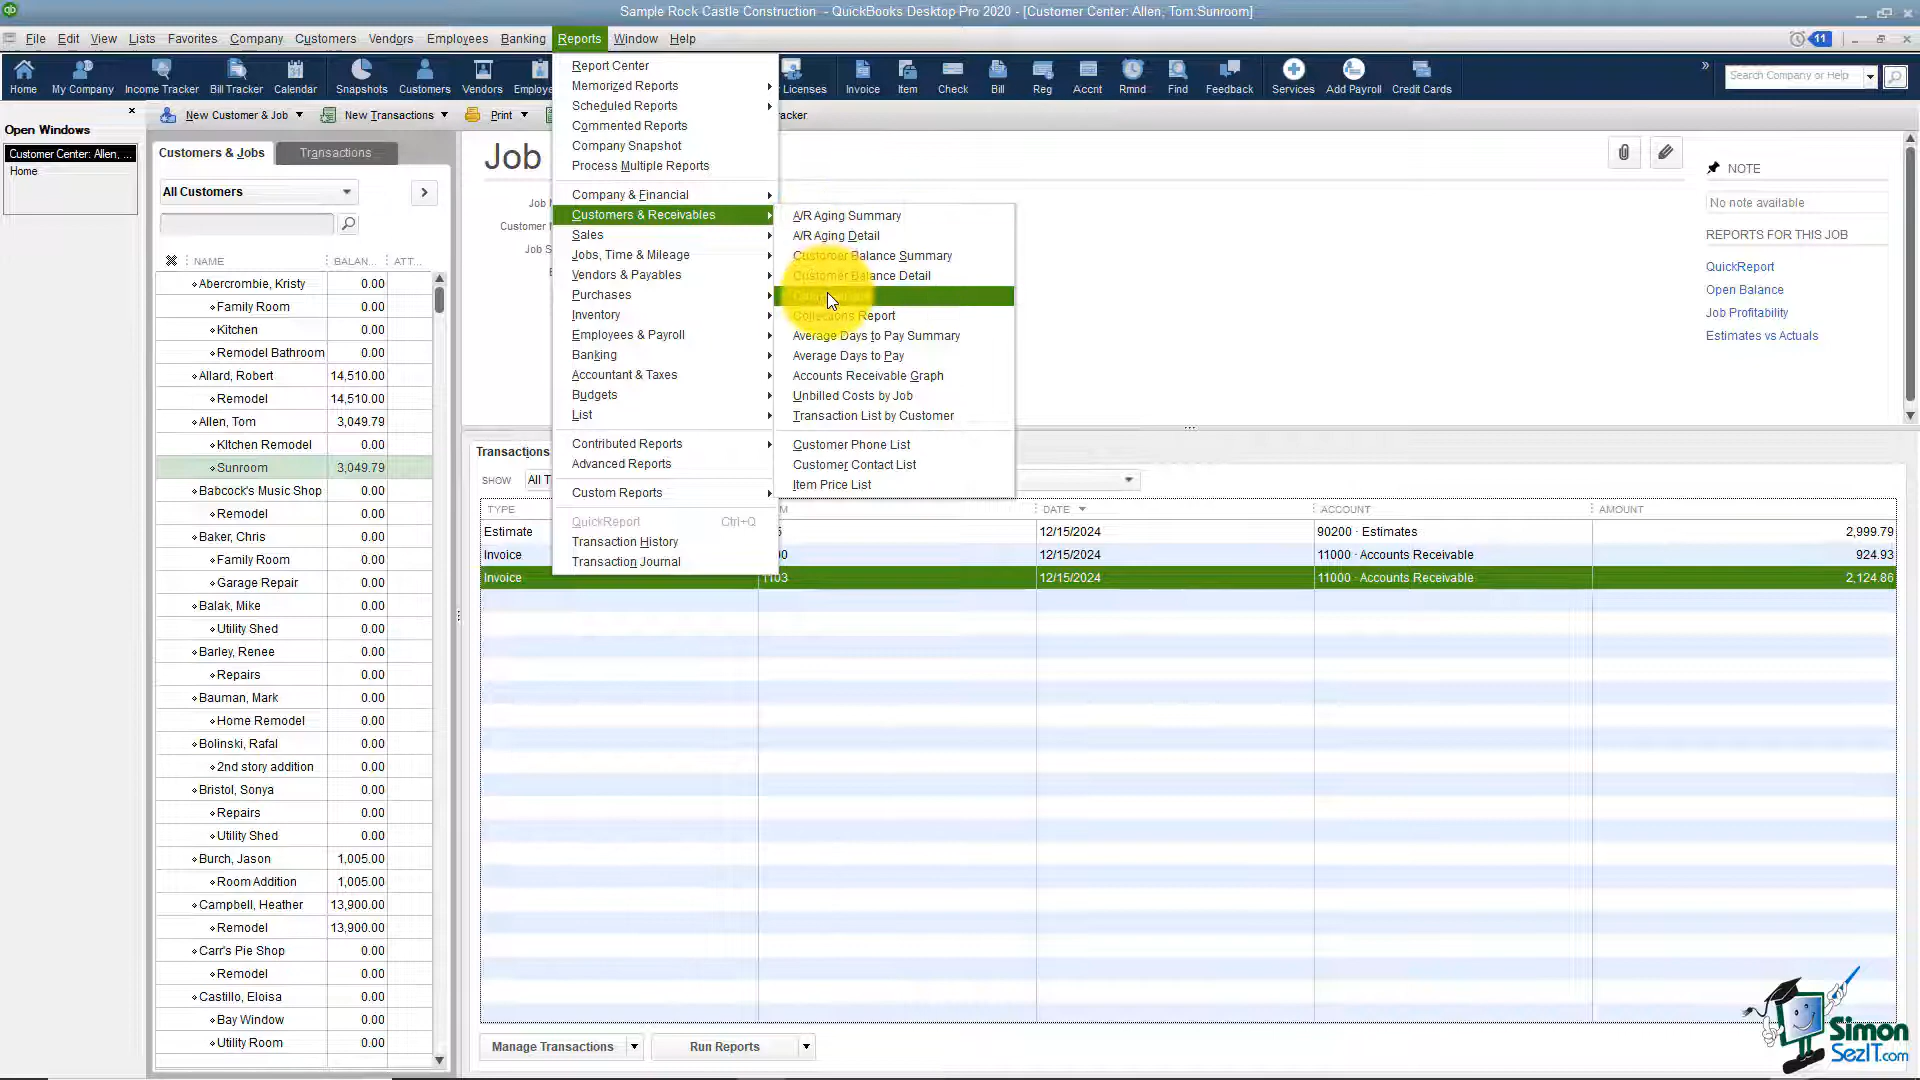 Sample Rock Castle Construction - QuickBooks Desktop Pro 2020 - [Customer Center: Allen, Tom:Sunroom]
File Edit View Lists Favorites Company Customers Vendors Employees Banking Reports Window Help 11
Home My Company Income Tracker Bill Tracker Calendar Snapshots Customers Vendors Licenses Invoice Item Check Bill Reg Accnt Rmnd Find Feedback Services Add Payroll Credit Cards
Search Company or Help
New Customer & Job New Transactions Print
Open Windows
Customer Center: Allen, ...
Home
Customers & Jobs Transactions
All Customers
NAME BALAN... ATT...
Abercrombie, Kristy 0.00
Family Room 0.00
Kitchen 0.00
Remodel Bathroom 0.00
Allard, Robert 14,510.00
Remodel 14,510.00
Allen, Tom 3,049.79
KItchen Remodel 0.00
Sunroom 3,049.79
Babcock's Music Shop 0.00
Remodel 0.00
Baker, Chris 0.00
Family Room 0.00
Garage Repair 0.00
Balak, Mike 0.00
Utility Shed 0.00
Barley, Renee 0.00
Repairs 0.00
Bauman, Mark 0.00
Home Remodel 0.00
Bolinski, Rafal 0.00
2nd story addition 0.00
Bristol, Sonya 0.00
Repairs 0.00
Utility Shed 0.00
Burch, Jason 1,005.00
Room Addition 1,005.00
Campbell, Heather 13,900.00
Remodel 13,900.00
Carr's Pie Shop 0.00
Remodel 0.00
Castillo, Eloisa 0.00
Bay Window 0.00
Utility Room 0.00
Report Center
Memorized Reports
Scheduled Reports
Commented Reports
Company Snapshot
Process Multiple Reports
Company & Financial
Customers & Receivables
Sales
Jobs, Time & Mileage
Vendors & Payables
Purchases
Inventory
Employees & Payroll
Banking
Accountant & Taxes
Budgets
List
Contributed Reports
Advanced Reports
Custom Reports
QuickReport Ctrl+Q
Transaction History
Transaction Journal
A/R Aging Summary
A/R Aging Detail
Customer Balance Summary
Customer Balance Detail
Collections Report
Average Days to Pay Summary
Average Days to Pay
Accounts Receivable Graph
Unbilled Costs by Job
Transaction List by Customer
Customer Phone List
Customer Contact List
Item Price List
Job
NOTE
No note available
REPORTS FOR THIS JOB
QuickReport
Open Balance
Job Profitability
Estimates vs Actuals
Transactions
SHOW All T
TYPE DATE ACCOUNT AMOUNT
Estimate 12/15/2024 90200 · Estimates 2,999.79
Invoice 12/15/2024 11000 · Accounts Receivable 924.93
Invoice 1103 12/15/2024 11000 · Accounts Receivable 2,124.86
Manage Transactions Run Reports
Simon
SezIT.com